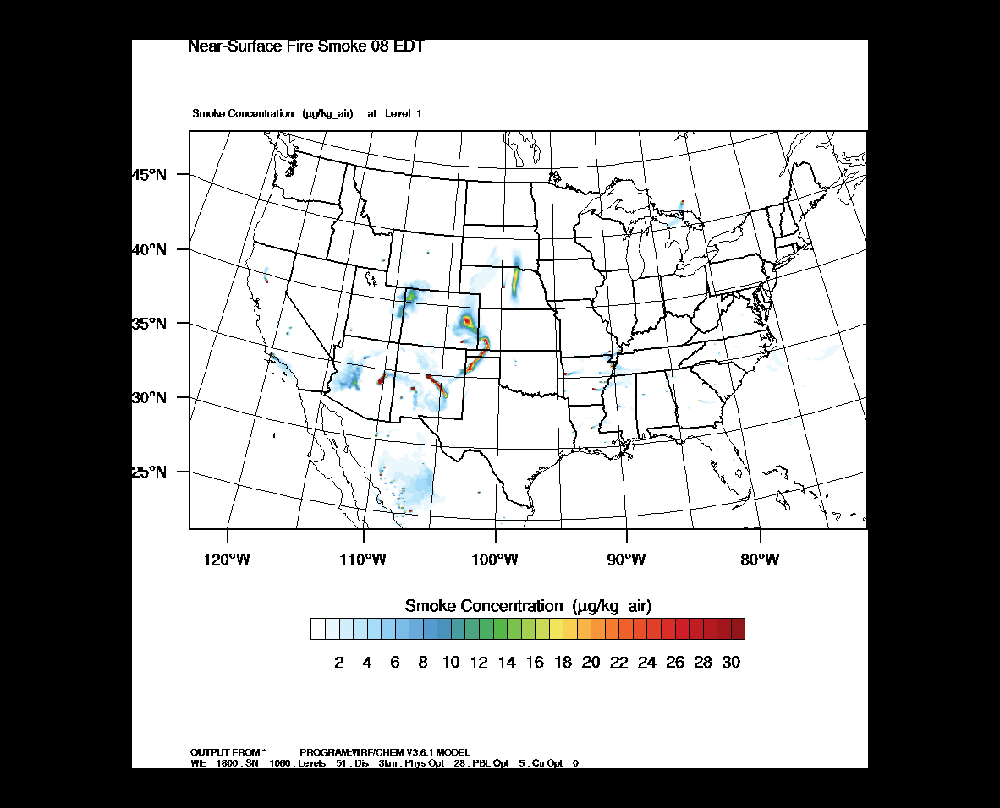 Near-Surface Fire Smoke 08 EDT
Smoke Concentration (µg/kg_air) at Level 1
45°N
40°N
35°N
30°N
25°N
120°W 110°W 100°W 90°W 80°W
Smoke Concentration (µg/kg_air)
2 4 6 8 10 12 14 16 18 20 22 24 26 28 30
OUTPUT FROM * PROGRAM:WRF/CHEM V3.6.1 MODEL
WE 1800 ; SN 1060 ; Levels 51 ; Dis 3km ; Phys Opt 28 ; PBL Opt 5 ; Cu Opt 0